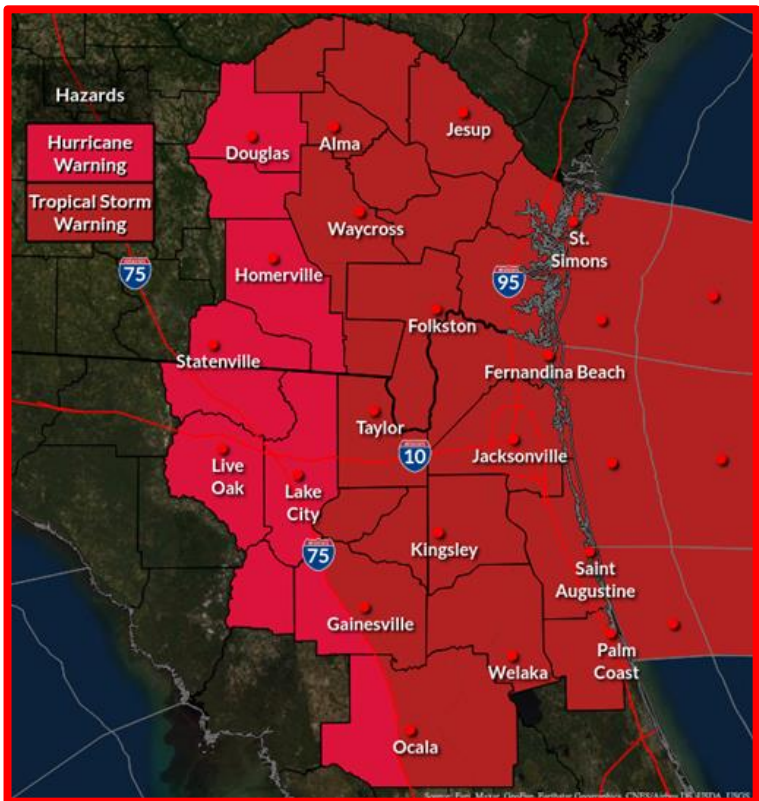 Hazards
Hurricane
Warning
Tropical Storm
Warning
Douglas
Alma
Jesup
Waycross
St.
Simons
75
Homerville
95
Folkston
Statenville
Fernandina Beach
Taylor
Live
Oak
10
Jacksonville
Lake
City
75
Kingsley
Saint
Augustine
Gainesville
Welaka
Palm
Coast
Ocala